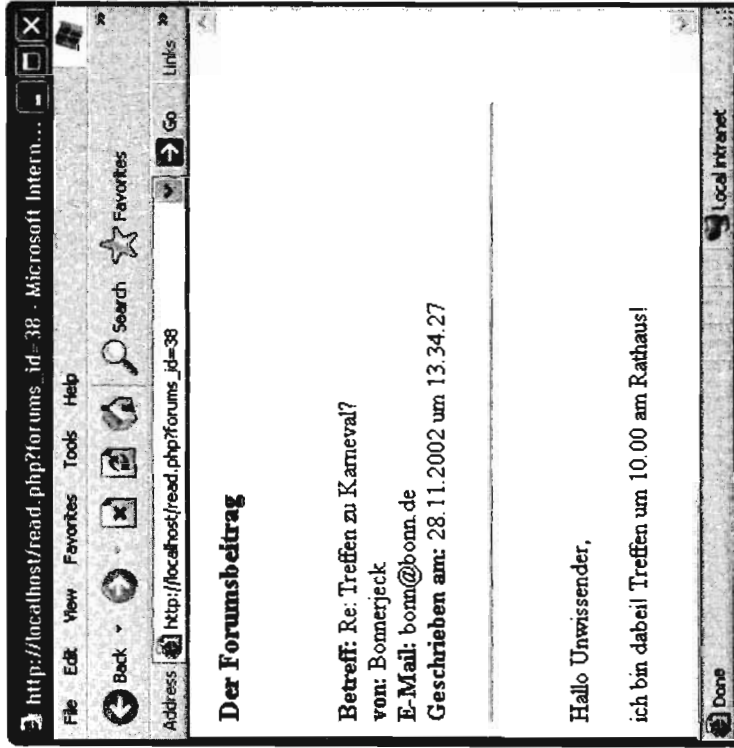 http://localhost/read.php?forums_id=38 - Microsoft Intern...
File Edit View Favorites Tools Help
Back Search Favorites
Address http://localhost/read.php?forums_id=38 Go Links
Der Forumsbeitrag
Betreff: Re: Treffen zu Karneval?
von: Bonnerjeck
E-Mail: bonn@bonn.de
Geschrieben am: 28.11.2002 um 13.34.27
Hallo Unwissender,
ich bin dabei! Treffen um 10.00 am Rathaus!
Done Local intranet